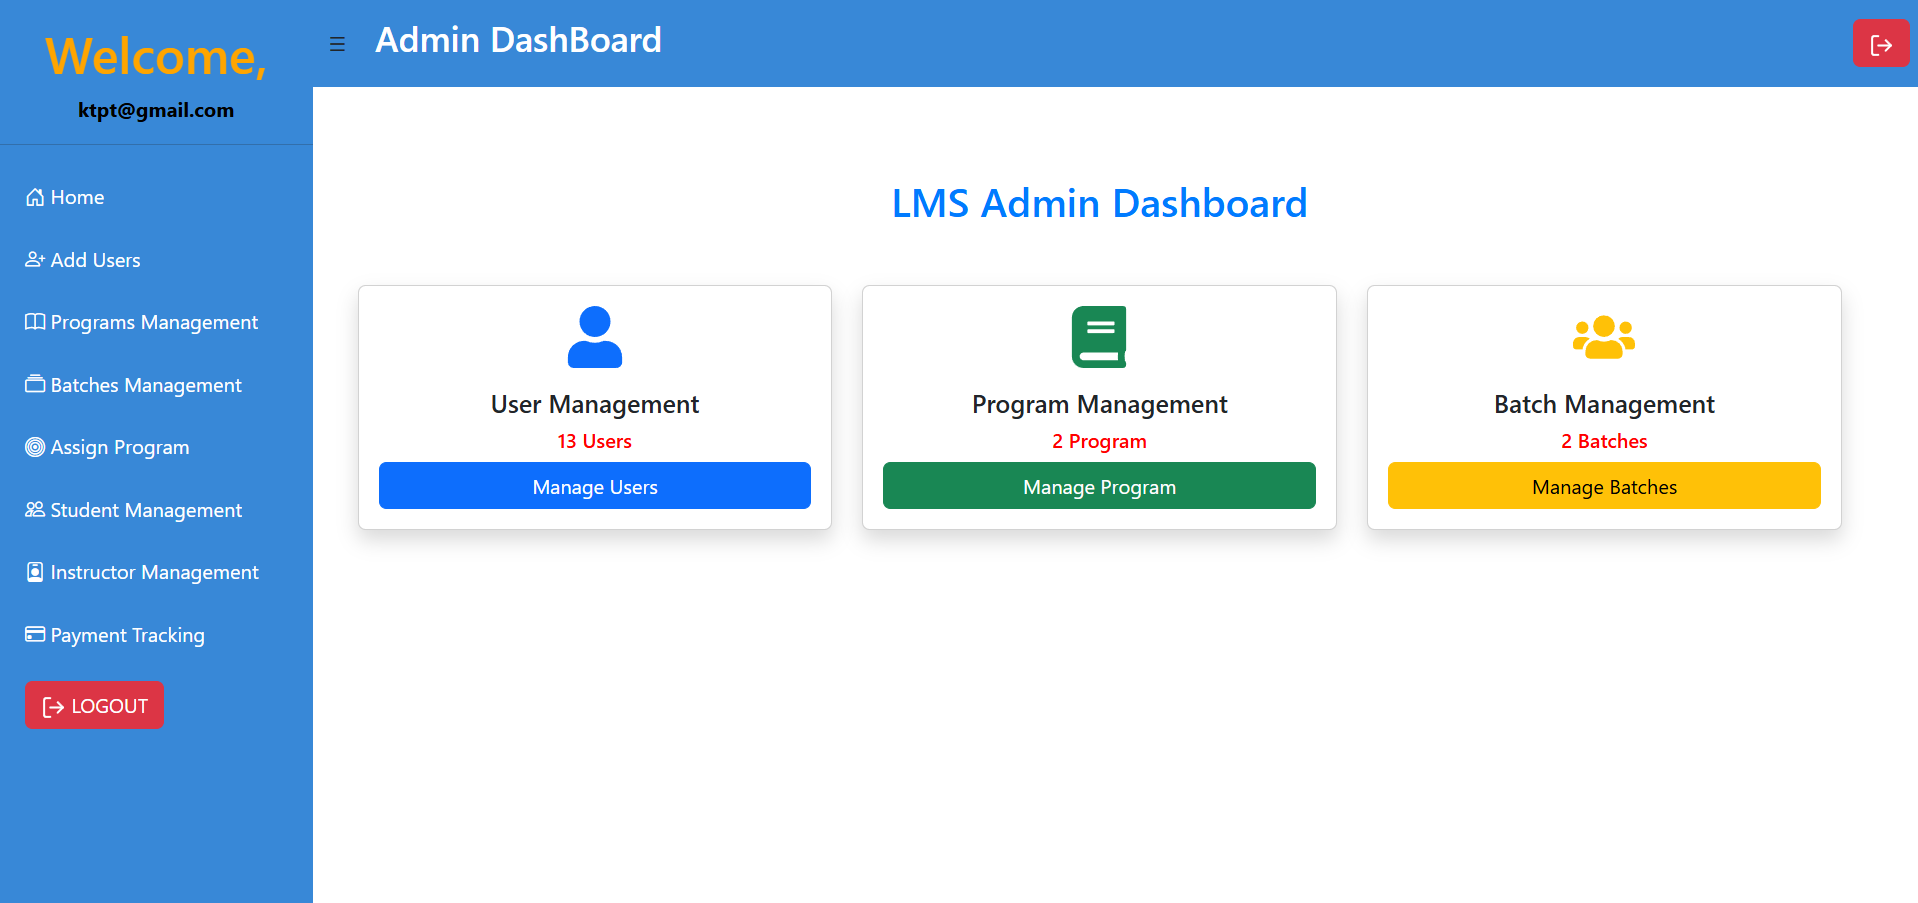 Welcome,
ktpt@gmail.com
Home
Add Users
Programs Management
Batches Management
Assign Program
Student Management
Instructor Management
Payment Tracking
LOGOUT
Admin DashBoard
LMS Admin Dashboard
User Management
13 Users
Manage Users
Program Management
2 Program
Manage Program
Batch Management
2 Batches
Manage Batches